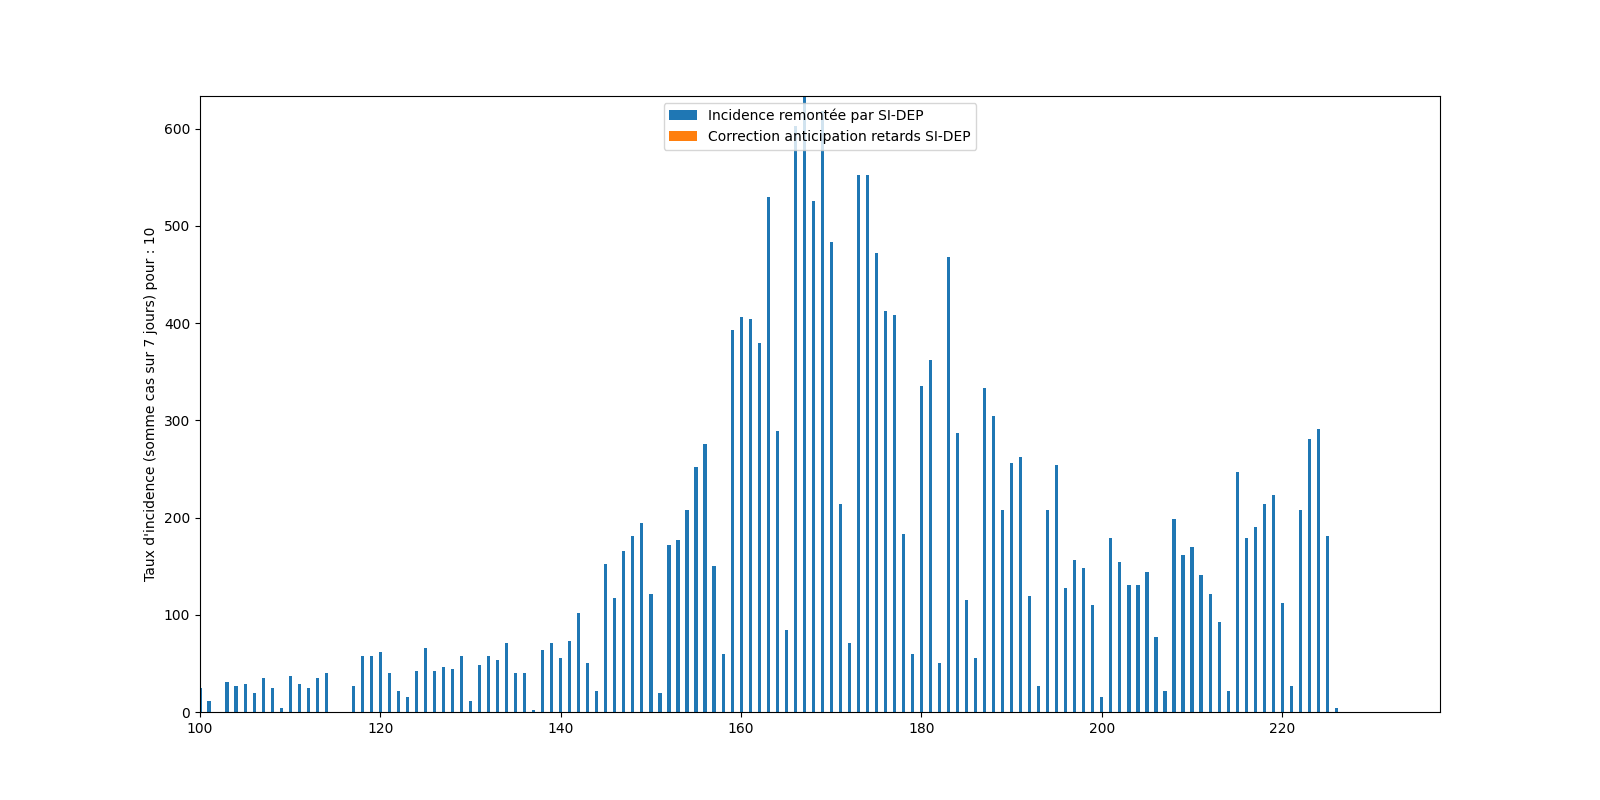 Incidence remontée par SI-DEP
Correction anticipation retards SI-DEP
Taux d'incidence (somme cas sur 7 jours) pour : 10
600
500
400
300
200
100
0
100 120 140 160 180 200 220